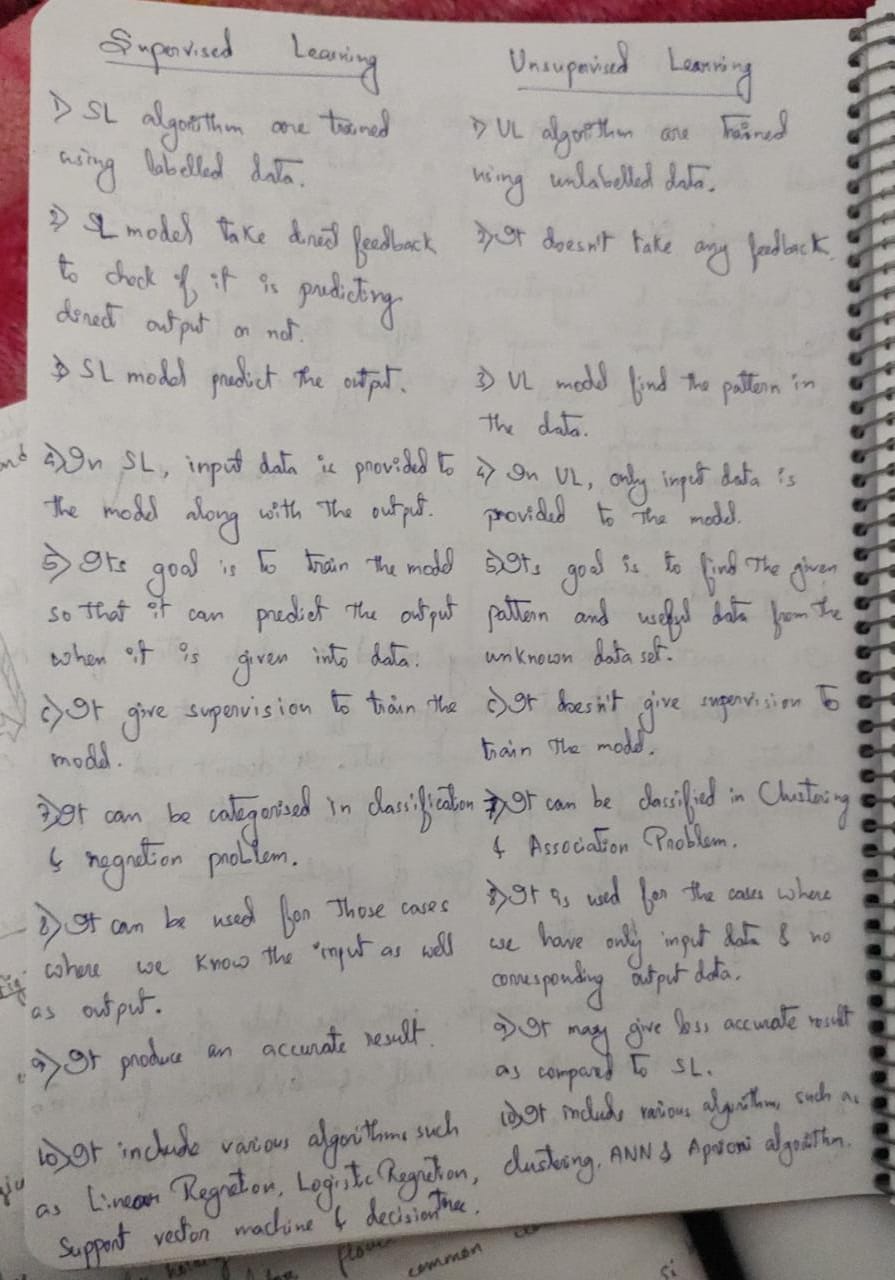 Supervised Learning
1) SL algorithm are trained
using labelled data.
2) SL model take direct feedback
to check if it is predicting
direct output or not.
3) SL model predict the output.
4) In SL, input data is provided to
the model along with the output.
5) Its goal is to train the model
so that it can predict the output
when it is given into data.
6) It give supervision to train the
model.
7) It can be categorised in classification
& regretion problem.
8) It can be used for those cases
where we know the input as well
as output.
9) It produce an accurate result.
10) It include various algorithms such
as Linear Regretion, Logistic Regretion,
Support vector machine & decision tree.
Unsupervised Learning
1) UL algorithm are trained
using unlabelled data.
2) It doesn't take any feedback.
3) UL model find the pattern in
the data.
4) In UL, only input data is
provided to the model.
5) Its goal is to find the given
pattern and useful data from the
unknown data set.
6) It doesn't give supervision to
train the model.
7) It can be classified in Clustering
& Association Problem.
8) It is used for the cases where
we have only input data & no
corresponding output data.
9) It may give less accurate result
as compared to SL.
10) It include various algorithm, such as
clustering, ANN & Apriori algorithm.
common